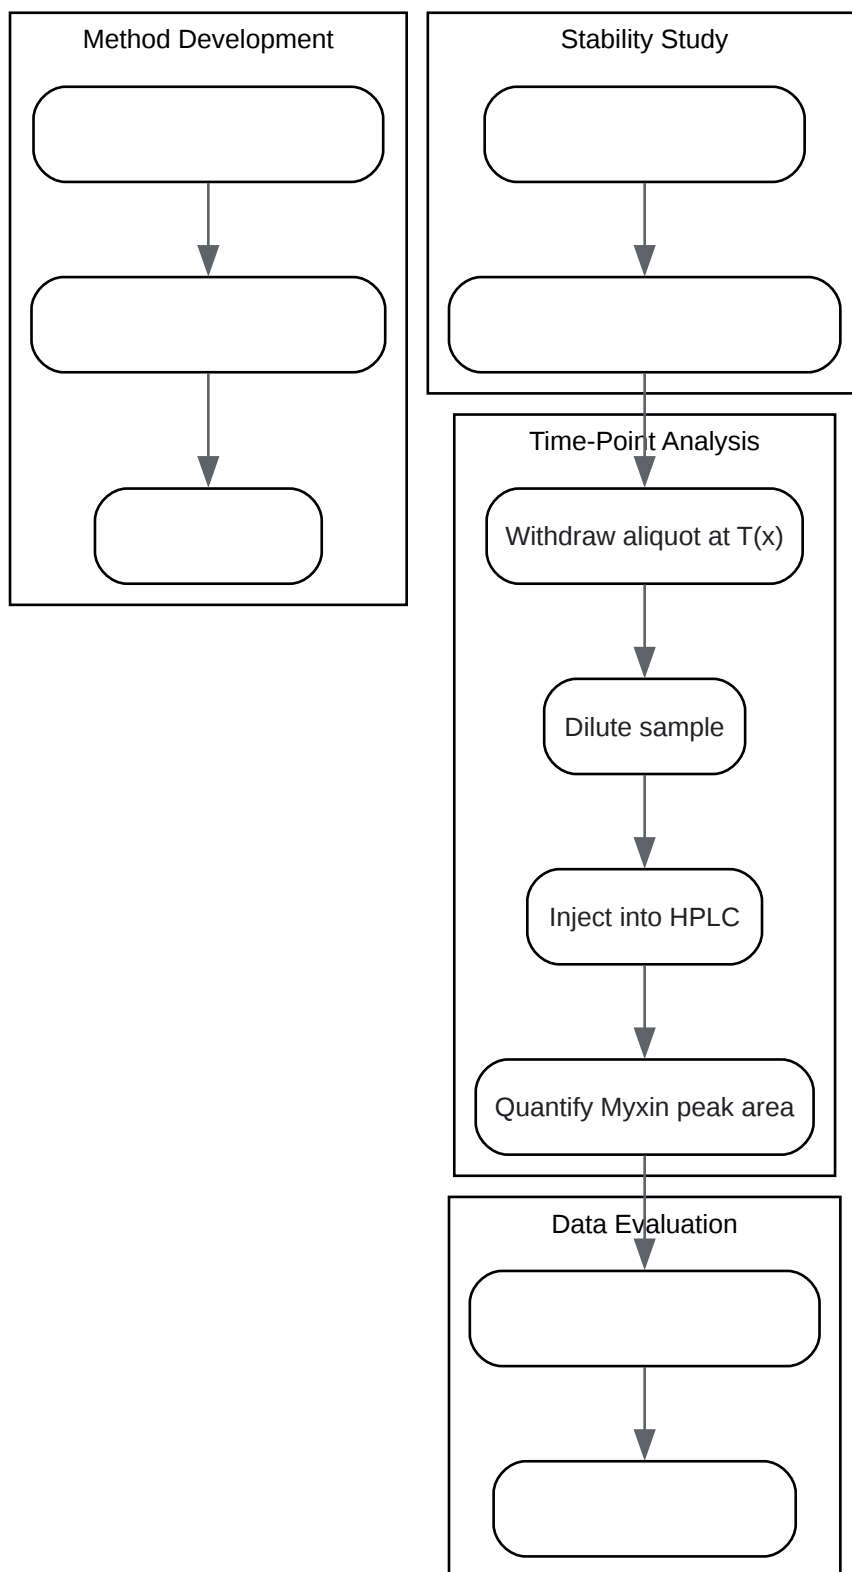 Method Development
Stability Study
Time-Point Analysis
Withdraw aliquot at T(x)
Dilute sample
Inject into HPLC
Quantify Myxin peak area
Data Evaluation